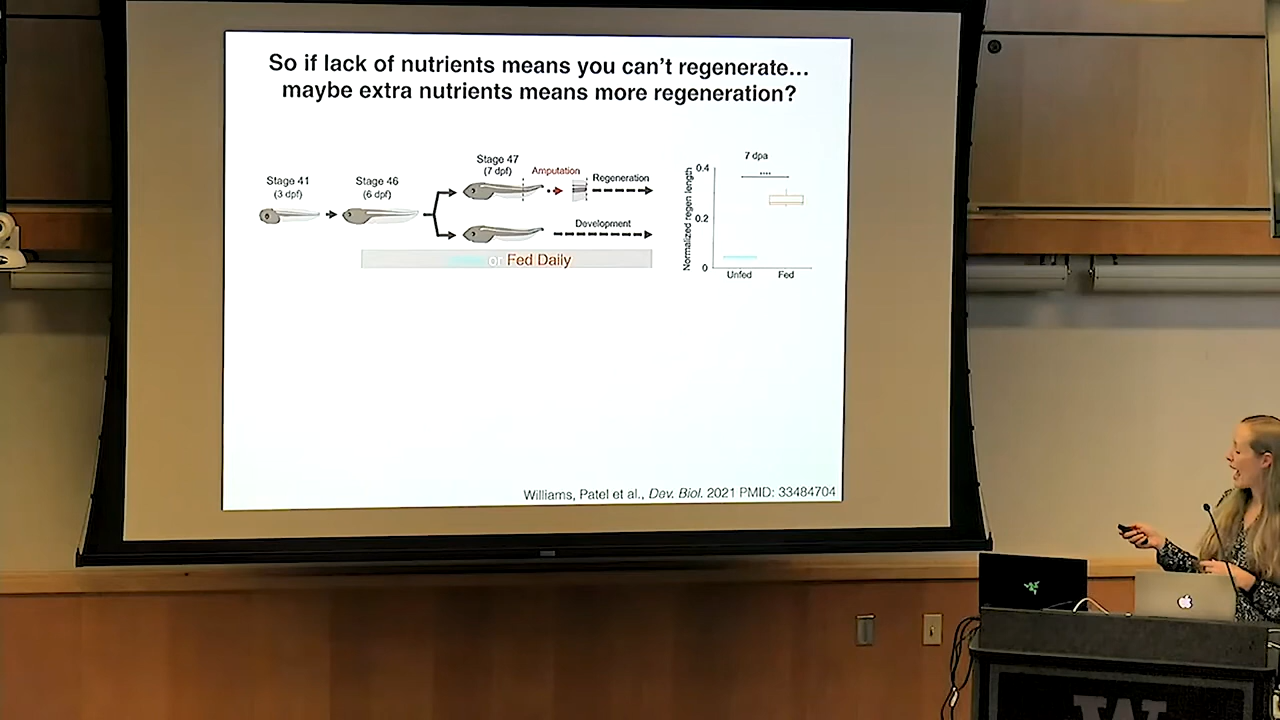 So if lack of nutrients means you can't regenerate...
maybe extra nutrients means more regeneration?
Stage 41
(3 dpf)
Stage 46
(6 dpf)
Stage 47
(7 dpf)
Amputation
Regeneration
Development
or Fed Daily
7 dpa
****
Normalized regen length
0.4
0.2
0
Unfed
Fed
Williams, Patel et al., Dev. Biol. 2021 PMID: 33484704
W